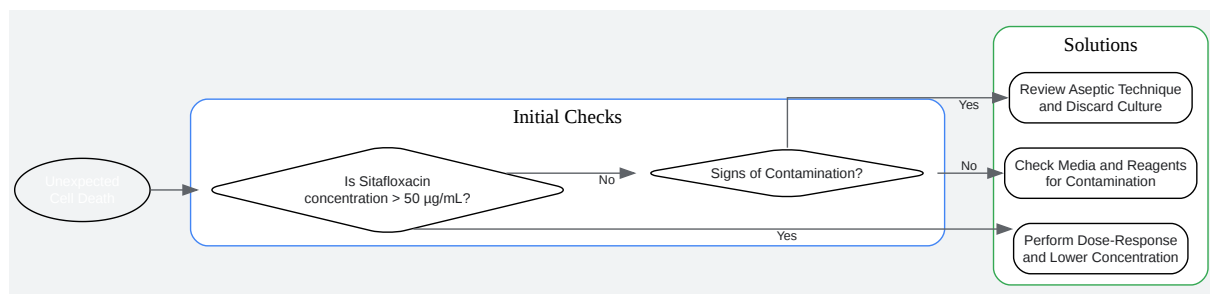 Unexpected
Cell Death
Initial Checks
Is Sitafloxacin
concentration > 50 µg/mL?
No
Yes
Signs of Contamination?
Yes
No
Solutions
Review Aseptic Technique
and Discard Culture
Check Media and Reagents
for Contamination
Perform Dose-Response
and Lower Concentration